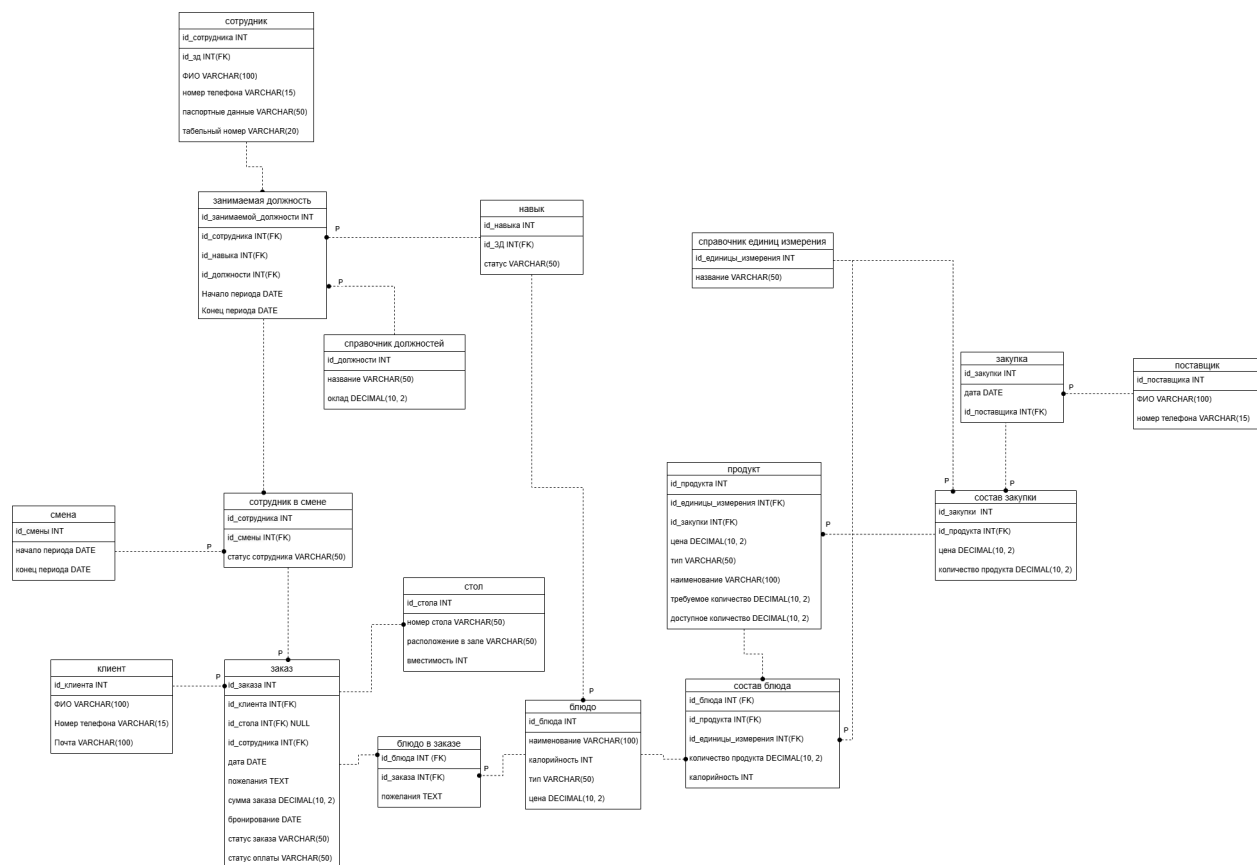 сотрудник
id_сотрудника INT
id_зд INT(FK)
ФИО VARCHAR(100)
номер телефона VARCHAR(15)
паспортные данные VARCHAR(50)
табельный номер VARCHAR(20)
занимаемая должность
id_занимаемой_должности INT
id_сотрудника INT(FK)
id_навыка INT(FK)
id_должности INT(FK)
Начало периода DATE
Конец периода DATE
P
P
навык
id_навыка INT
id_ЗД INT(FK)
статус VARCHAR(50)
справочник должностей
id_должности INT
название VARCHAR(50)
оклад DECIMAL(10, 2)
справочник единиц измерения
id_единицы_измерения INT
название VARCHAR(50)
закупка
id_закупки INT
дата DATE
id_поставщика INT(FK)
P
поставщик
id_поставщика INT
ФИО VARCHAR(100)
номер телефона VARCHAR(15)
продукт
id_продукта INT
id_единицы_измерения INT(FK)
id_закупки INT(FK)
цена DECIMAL(10, 2)
тип VARCHAR(50)
наименование VARCHAR(100)
требуемое количество DECIMAL(10, 2)
доступное количество DECIMAL(10, 2)
P
P
P
состав закупки
id_закупки INT
id_продукта INT(FK)
цена DECIMAL(10, 2)
количество продукта DECIMAL(10, 2)
смена
id_смены INT
начало периода DATE
конец периода DATE
P
сотрудник в смене
id_сотрудника INT
id_смены INT(FK)
статус сотрудника VARCHAR(50)
стол
id_стола INT
номер стола VARCHAR(50)
расположение в зале VARCHAR(50)
вместимость INT
клиент
id_клиента INT
ФИО VARCHAR(100)
Номер телефона VARCHAR(15)
Почта VARCHAR(100)
P
P
заказ
id_заказа INT
id_клиента INT(FK)
id_стола INT(FK) NULL
id_сотрудника INT(FK)
дата DATE
пожелания TEXT
сумма заказа DECIMAL(10, 2)
бронирование DATE
статус заказа VARCHAR(50)
статус оплаты VARCHAR(50)
блюдо в заказе
id_блюда INT (FK)
id_заказа INT(FK)
пожелания TEXT
P
P
блюдо
id_блюда INT
наименование VARCHAR(100)
калорийность INT
тип VARCHAR(50)
цена DECIMAL(10, 2)
состав блюда
id_блюда INT (FK)
id_продукта INT(FK)
id_единицы_измерения INT(FK)
количество продукта DECIMAL(10, 2)
калорийность INT
P